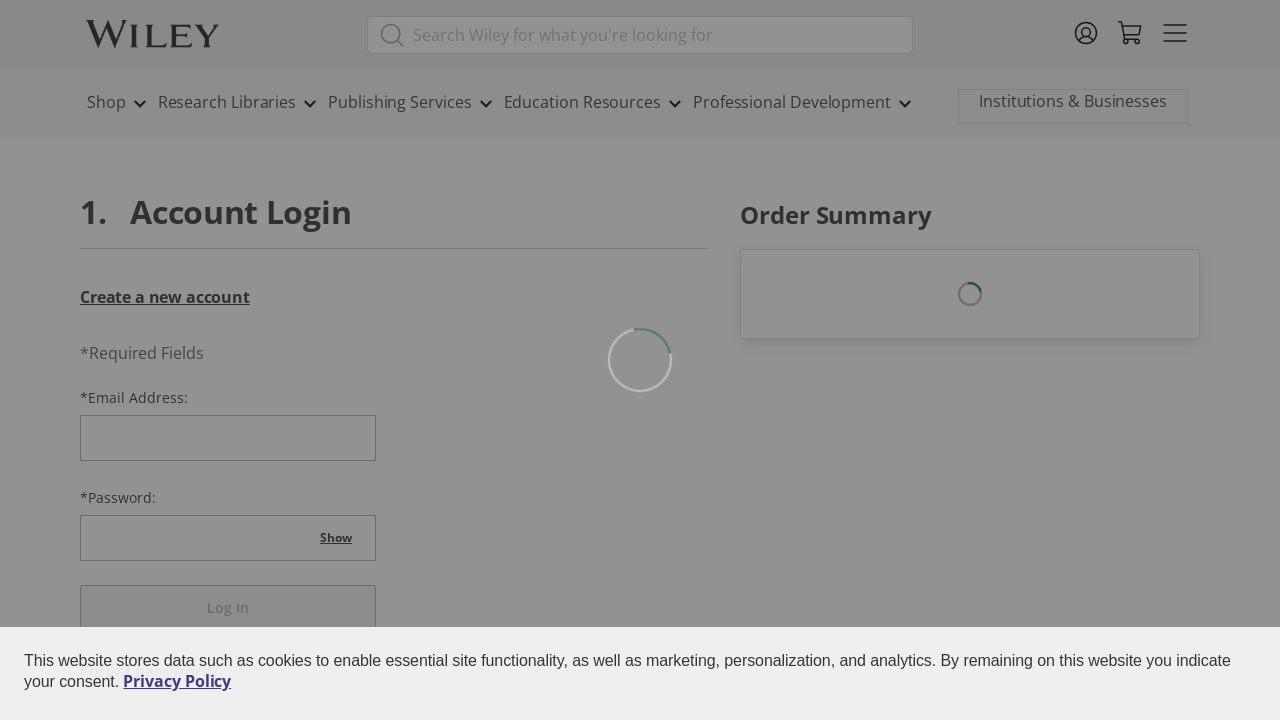 WILEY
Search Wiley for what you're looking for
Shop Research Libraries Publishing Services Education Resources Professional Development Institutions & Businesses
1. Account Login
Order Summary
Create a new account
*Required Fields
*Email Address:
*Password:
Show
Log In
This website stores data such as cookies to enable essential site functionality, as well as marketing, personalization, and analytics. By remaining on this website you indicate
your consent. Privacy Policy